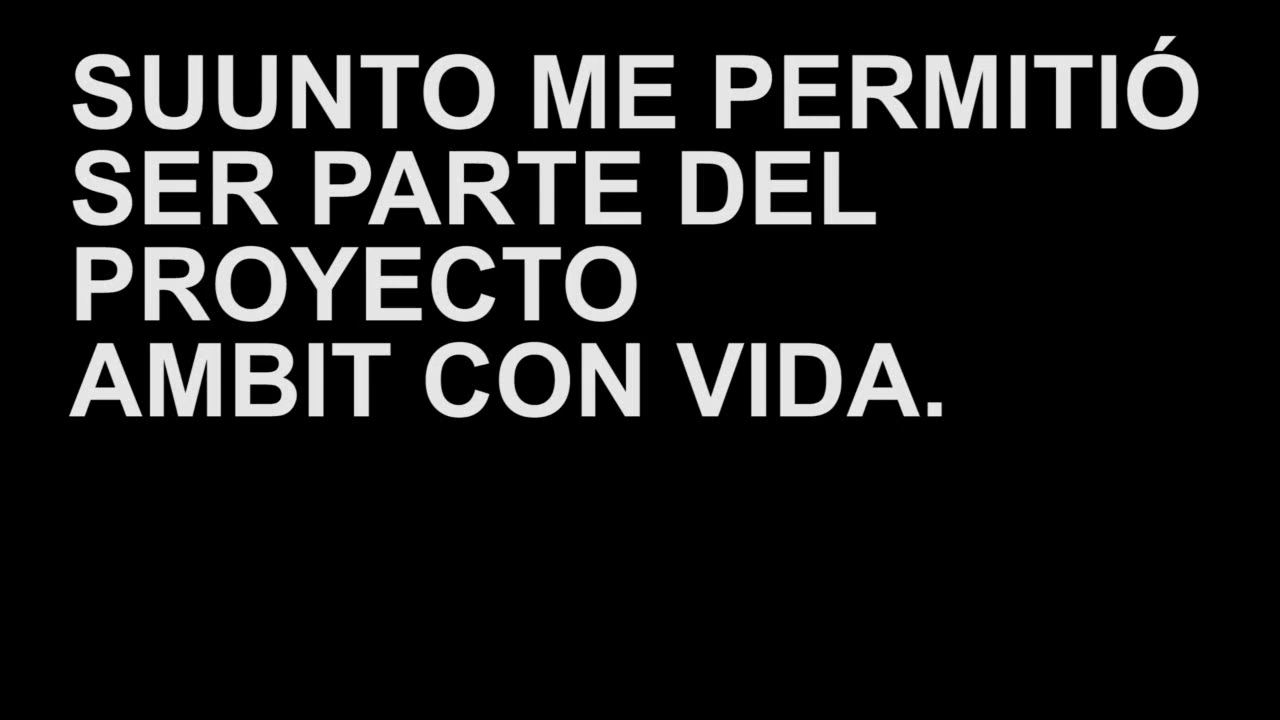 SUUNTO ME PERMITIÓ
SER PARTE DEL
PROYECTO
AMBIT CON VIDA.